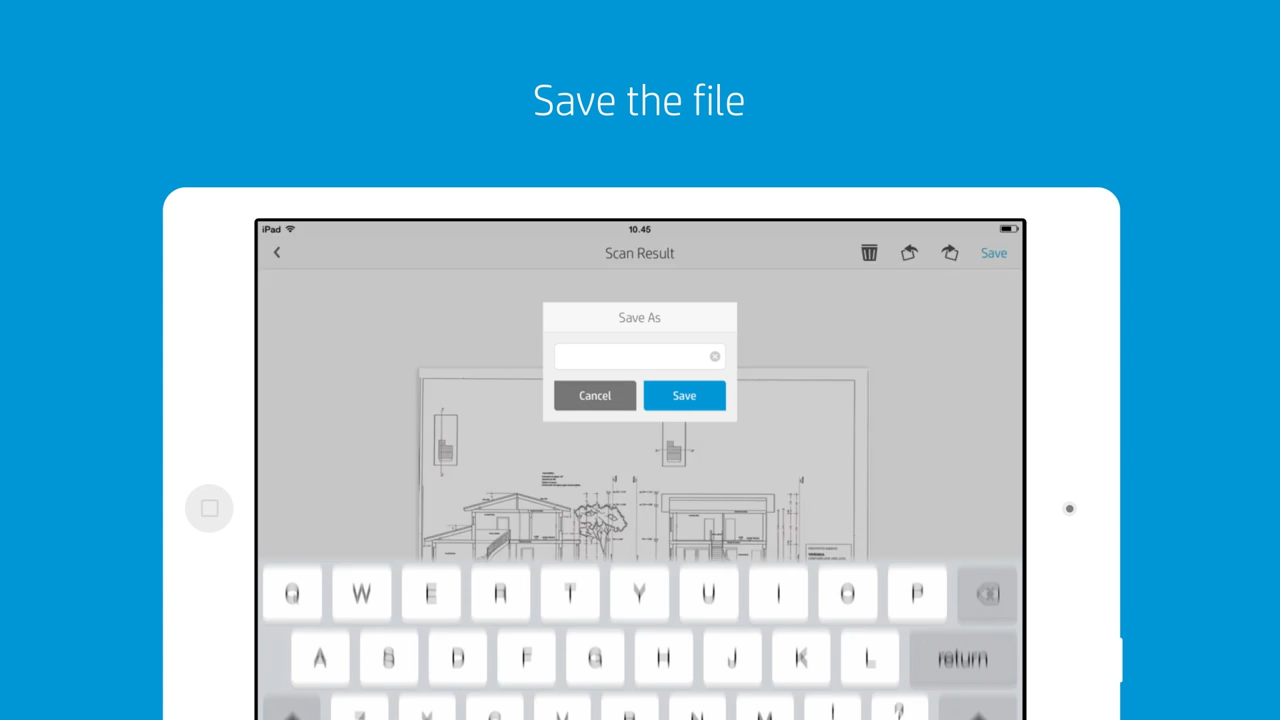 Save the file
iPad 10.45
Scan Result Save
Save As
Cancel Save
Q W E R T Y U I O P
A S D F G H J K L return
! ?